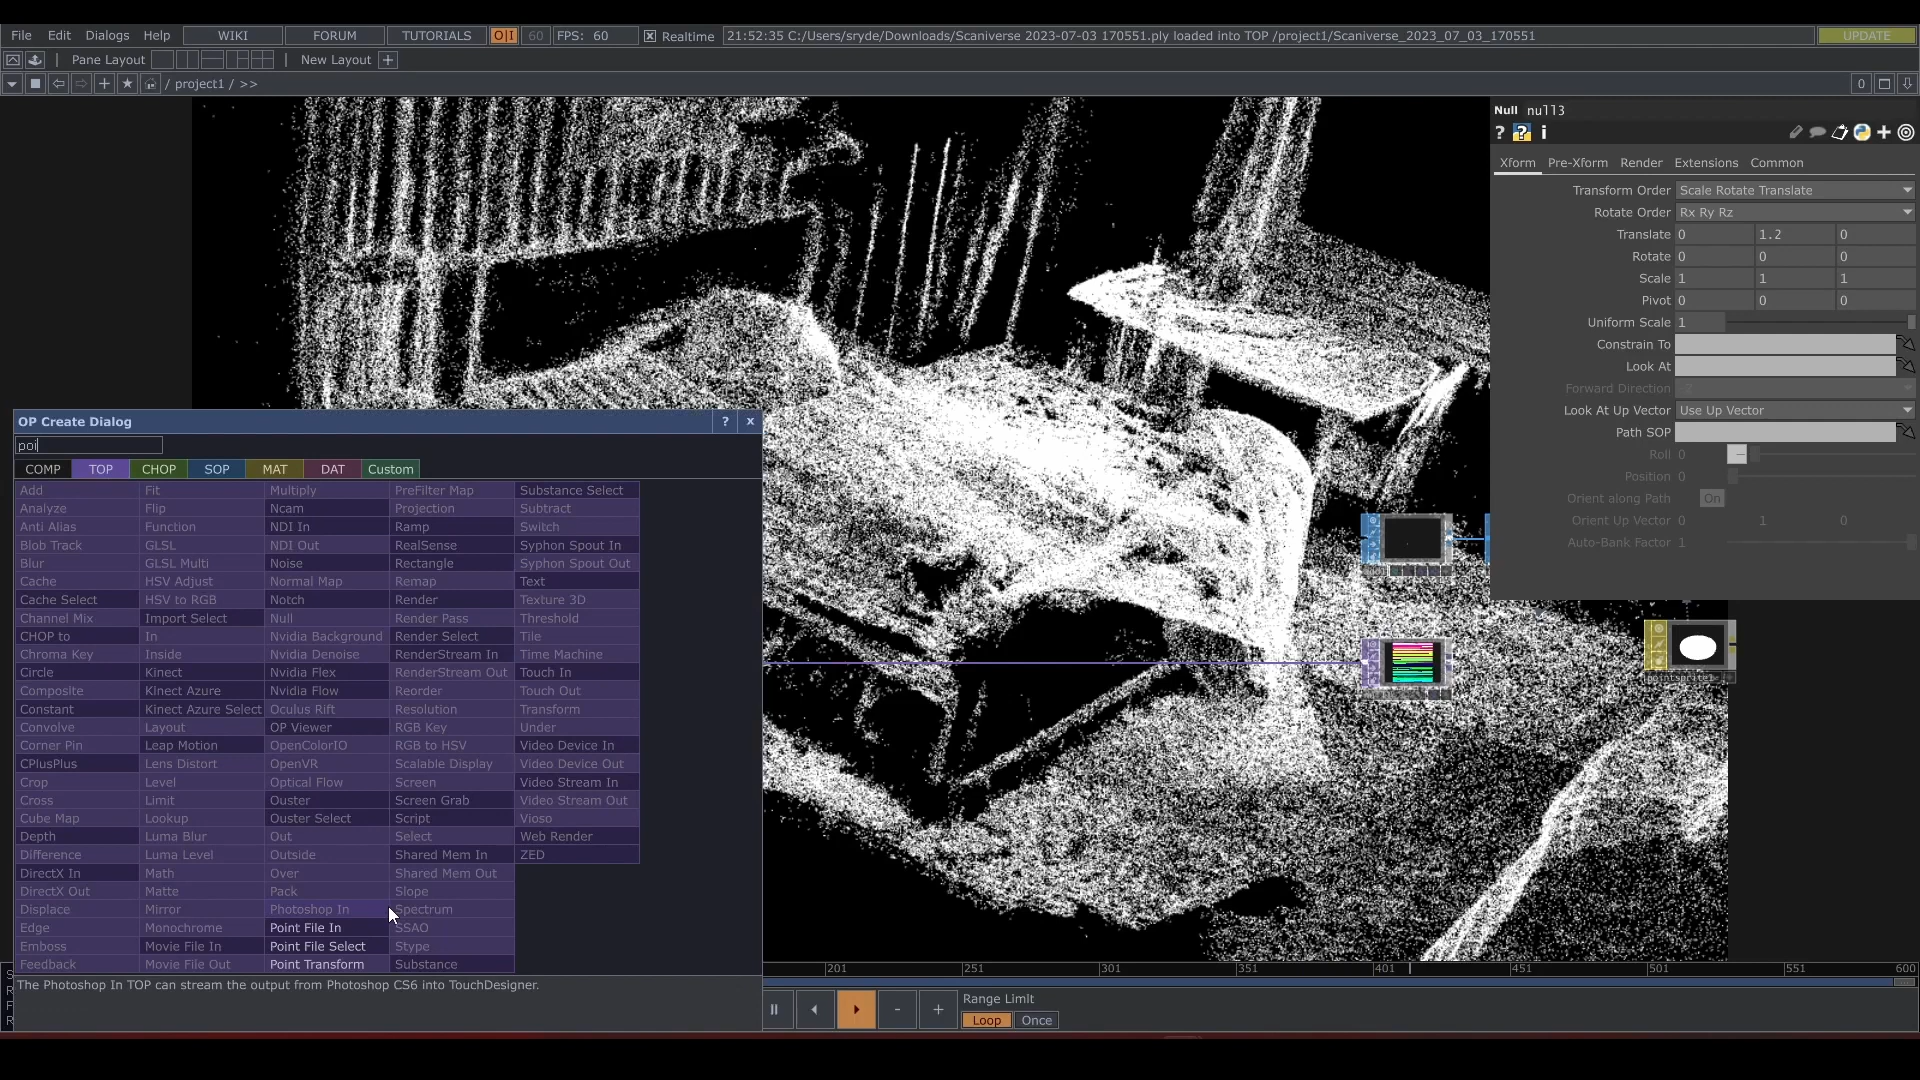 File Edit Dialogs Help WIKI FORUM TUTORIALS O|I 60 FPS: 60 Realtime 21:52:35 C:/Users/sryde/Downloads/Scaniverse 2023-07-03 170551.ply loaded into TOP /project1/Scaniverse_2023_07_03_170551 UPDATE
Pane Layout New Layout +
/ project1 / >> 0
Null null3
? ? i
Xform Pre-Xform Render Extensions Common
Transform Order Scale Rotate Translate
Rotate Order Rx Ry Rz
Translate 0 1.2 0
Rotate 0 0 0
Scale 1 1 1
Pivot 0 0 0
Uniform Scale 1
Constrain To
Look At
Forward Direction -Z
Look At Up Vector Use Up Vector
Path SOP
Roll 0
Position 0
Orient along Path On
Orient Up Vector 0 1 0
Auto-Bank Factor 1
OP Create Dialog ? x
poi
COMP TOP CHOP SOP MAT DAT Custom
Add Fit Multiply PreFilter Map Substance Select
Analyze Flip Ncam Projection Subtract
Anti Alias Function NDI In Ramp Switch
Blob Track GLSL NDI Out RealSense Syphon Spout In
Blur GLSL Multi Noise Rectangle Syphon Spout Out
Cache HSV Adjust Normal Map Remap Text
Cache Select HSV to RGB Notch Render Texture 3D
Channel Mix Import Select Null Render Pass Threshold
CHOP to In Nvidia Background Render Select Tile
Chroma Key Inside Nvidia Denoise RenderStream In Time Machine
Circle Kinect Nvidia Flex RenderStream Out Touch In
Composite Kinect Azure Nvidia Flow Reorder Touch Out
Constant Kinect Azure Select Oculus Rift Resolution Transform
Convolve Layout OP Viewer RGB Key Under
Corner Pin Leap Motion OpenColorIO RGB to HSV Video Device In
CPlusPlus Lens Distort OpenVR Scalable Display Video Device Out
Crop Level Optical Flow Screen Video Stream In
Cross Limit Ouster Screen Grab Video Stream Out
Cube Map Lookup Ouster Select Script Vioso
Depth Luma Blur Out Select Web Render
Difference Luma Level Outside Shared Mem In ZED
DirectX In Math Over Shared Mem Out
DirectX Out Matte Pack Slope
Displace Mirror Photoshop In Spectrum
Edge Monochrome Point File In SSAO
Emboss Movie File In Point File Select Stype
Feedback Movie File Out Point Transform Substance
The Photoshop In TOP can stream the output from Photoshop CS6 into TouchDesigner.
pointsprite1
201 251 301 351 401 451 501 551 600
Range Limit
- + Loop Once